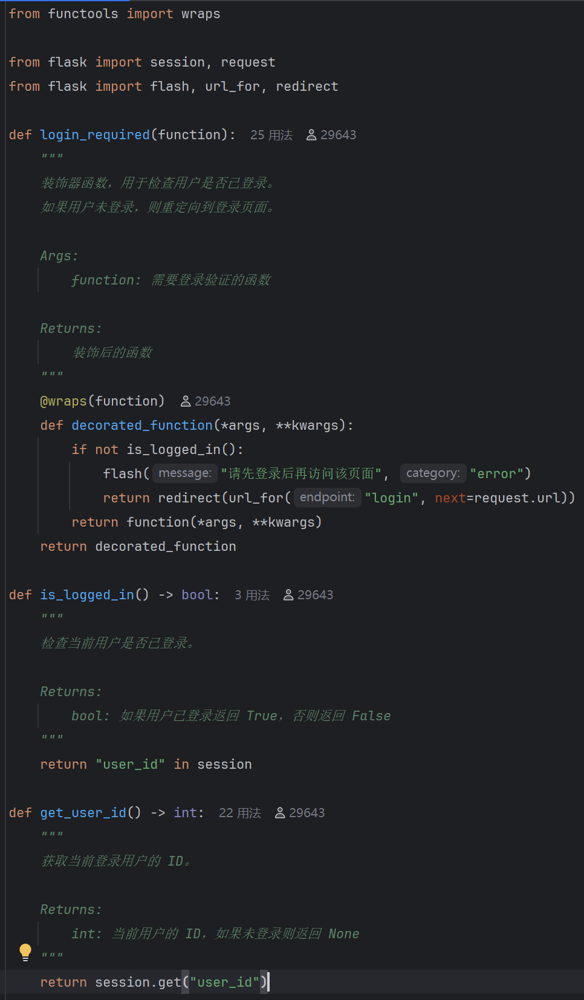 from functools import wraps
from flask import session, request
from flask import flash, url_for, redirect
def login_required(function): 25 用法 29643
"""
装饰器函数，用于检查用户是否已登录。
如果用户未登录，则重定向到登录页面。
Args:
function: 需要登录验证的函数
Returns:
装饰后的函数
"""
@wraps(function) 29643
def decorated_function(*args, **kwargs):
if not is_logged_in():
flash( message: "请先登录后再访问该页面", category: "error")
return redirect(url_for( endpoint: "login", next=request.url))
return function(*args, **kwargs)
return decorated_function
def is_logged_in() -> bool: 3 用法 29643
"""
检查当前用户是否已登录。
Returns:
bool: 如果用户已登录返回 True，否则返回 False
"""
return "user_id" in session
def get_user_id() -> int: 22 用法 29643
"""
获取当前登录用户的 ID。
Returns:
int: 当前用户的 ID，如果未登录则返回 None
"""
return session.get("user_id")